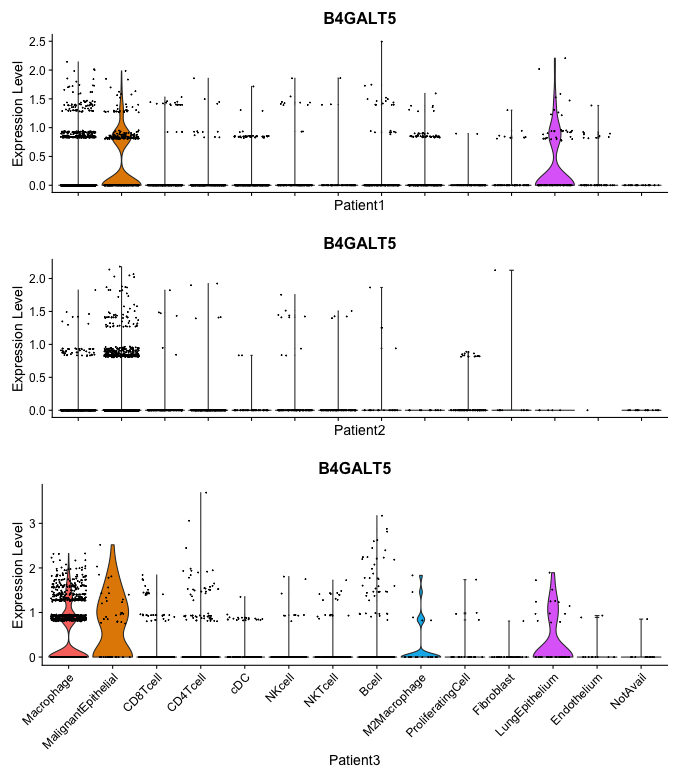 B4GALT5
Expression Level
2.5
2.0
1.5
1.0
0.5
0.0
Patient1
B4GALT5
Expression Level
2.0
1.5
1.0
0.5
0.0
Patient2
B4GALT5
Expression Level
3
2
1
0
Macrophage
MalignantEpithelial
CD8Tcell
CD4Tcell
cDC
NKcell
NKTcell
Bcell
M2Macrophage
ProliferatingCell
Fibroblast
LungEpithelium
Endothelium
NotAvail
Patient3